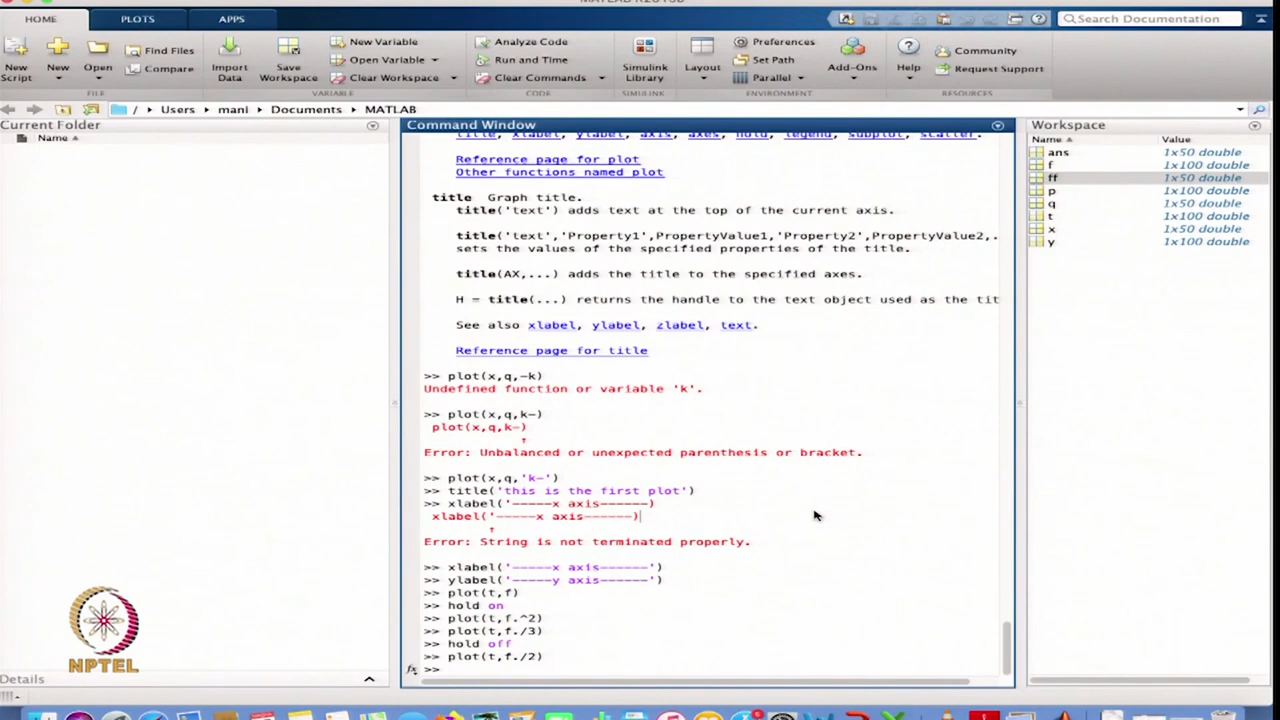 HOME PLOTS APPS Search Documentation
New Script
New
Open
Find Files
Compare
FILE
Import Data
Save Workspace
New Variable
Open Variable
Clear Workspace
VARIABLE
Analyze Code
Run and Time
Clear Commands
CODE
Simulink Library
SIMULINK
Layout
Preferences
Set Path
Parallel
ENVIRONMENT
Add-Ons
Help
Community
Request Support
RESOURCES
/ Users mani Documents MATLAB
Current Folder
Name
Details
Command Window
title, xlabel, ylabel, axis, axes, hold, legend, subplot, scatter.
Reference page for plot
Other functions named plot
title Graph title.
title('text') adds text at the top of the current axis.
title('text','Property1',PropertyValue1,'Property2',PropertyValue2,.
sets the values of the specified properties of the title.
title(AX,...) adds the title to the specified axes.
H = title(...) returns the handle to the text object used as the tit
See also xlabel, ylabel, zlabel, text.
Reference page for title
>> plot(x,q,-k)
Undefined function or variable 'k'.
>> plot(x,q,k-)
plot(x,q,k-)
↑
Error: Unbalanced or unexpected parenthesis or bracket.
>> plot(x,q,'k-')
>> title('this is the first plot')
>> xlabel('-----x axis------)
xlabel('-----x axis------)
↑
Error: String is not terminated properly.
>> xlabel('-----x axis------')
>> ylabel('-----y axis------')
>> plot(t,f)
>> hold on
>> plot(t,f.^2)
>> plot(t,f./3)
>> hold off
>> plot(t,f./2)
fx >>
Workspace
Name Value
ans 1x50 double
f 1x100 double
ff 1x50 double
p 1x100 double
q 1x50 double
t 1x100 double
x 1x50 double
y 1x100 double
NPTEL